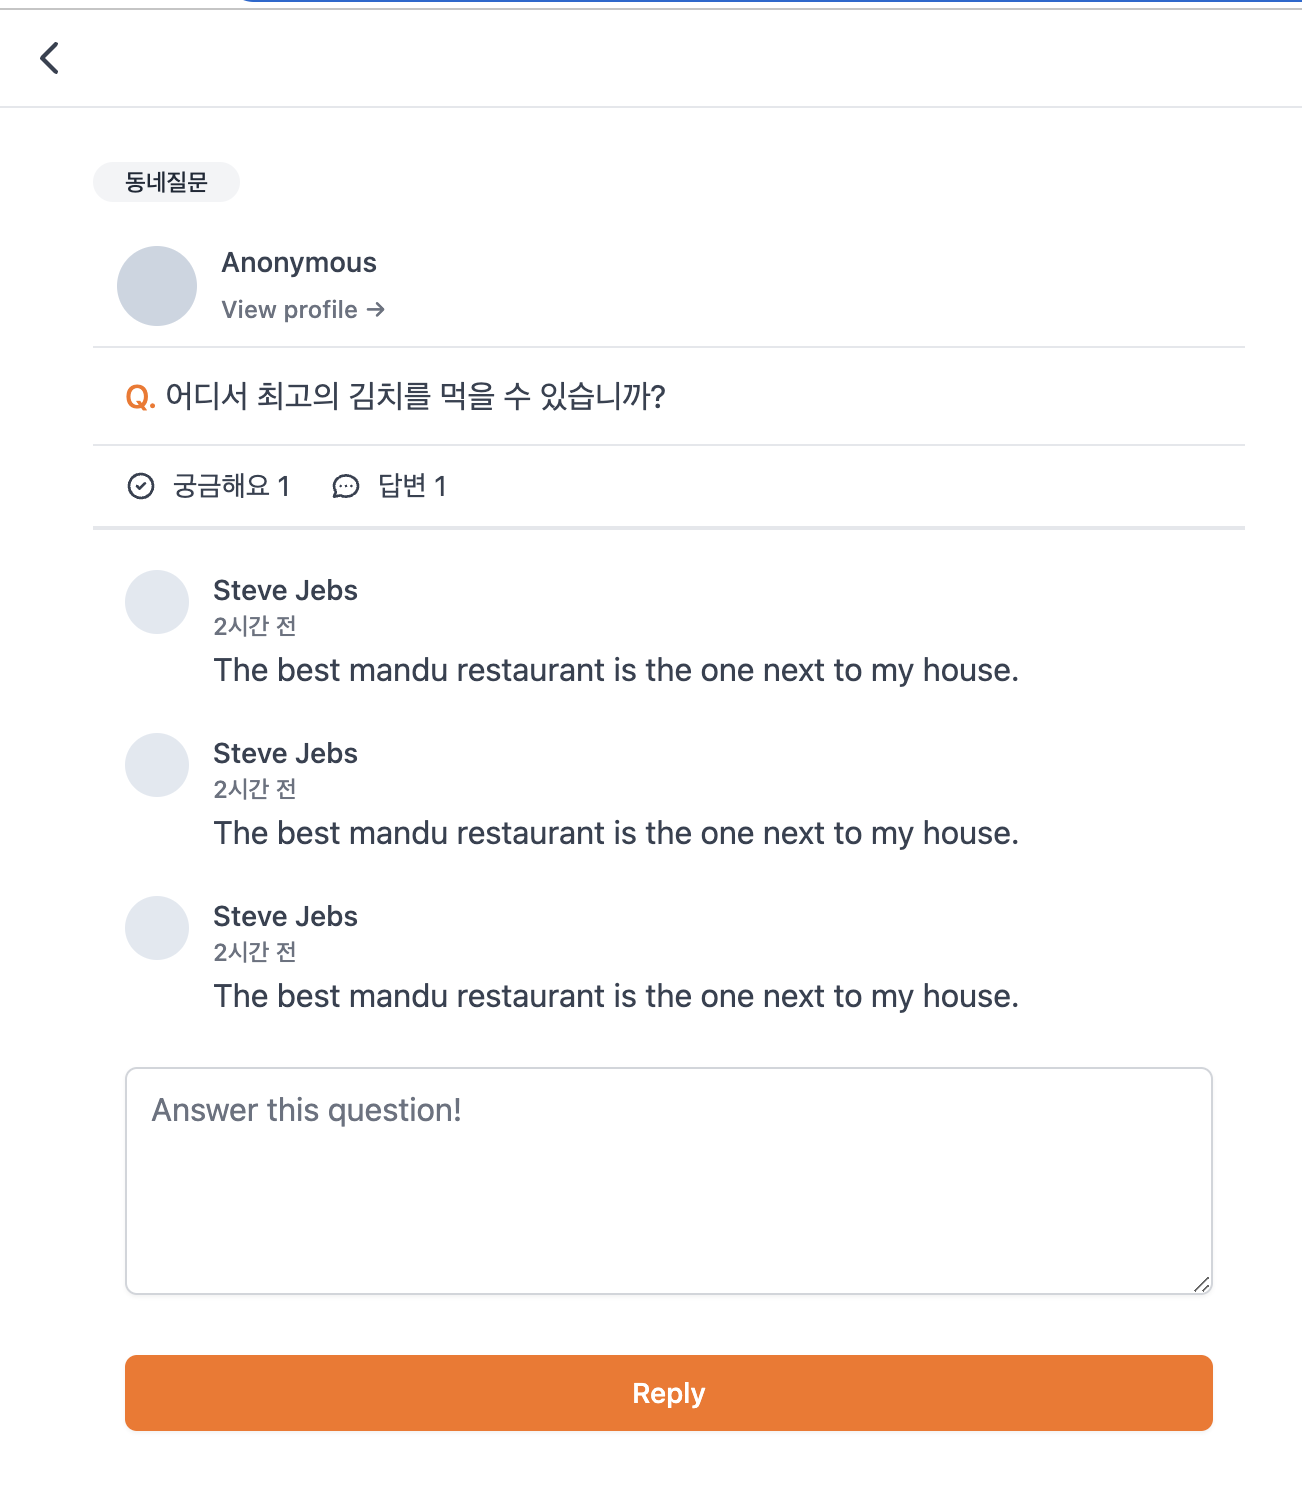 동네질문
Anonymous
View profile →
Q. 어디서 최고의 김치를 먹을 수 있습니까?
궁금해요 1 답변 1
Steve Jebs
2시간 전
The best mandu restaurant is the one next to my house.
Steve Jebs
2시간 전
The best mandu restaurant is the one next to my house.
Steve Jebs
2시간 전
The best mandu restaurant is the one next to my house.
Answer this question!
Reply